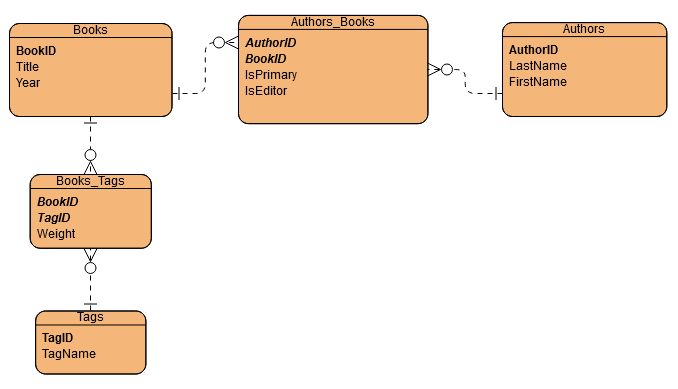 Books
BookID
Title
Year
Authors_Books
AuthorID
BookID
IsPrimary
IsEditor
Authors
AuthorID
LastName
FirstName
Books_Tags
BookID
TagID
Weight
Tags
TagID
TagName